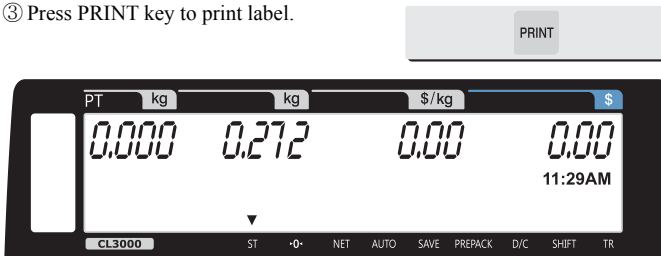 ③ Press PRINT key to print label.
PRINT
PT kg kg $/kg $
0.000 0.272 0.00 0.00
11:29AM
▼
CL3000 ST •0• NET AUTO SAVE PREPACK D/C SHIFT TR